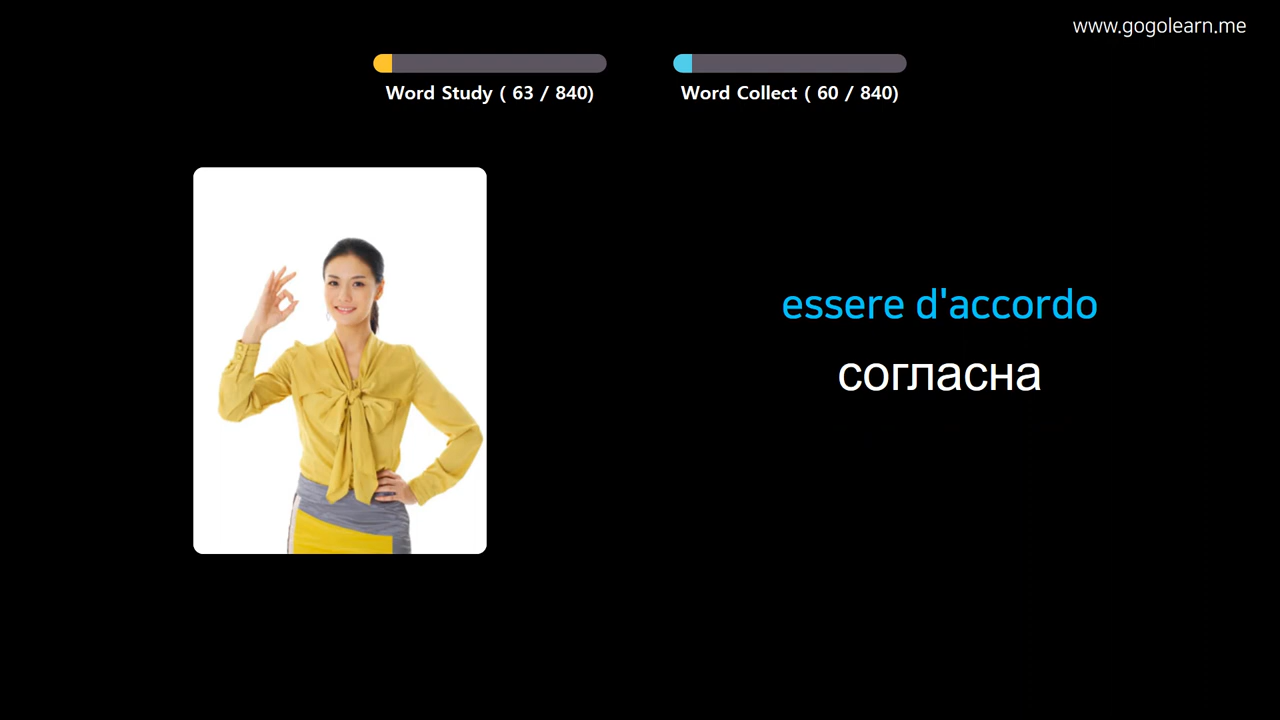 www.gogolearn.me
Word Study ( 63 / 840)
Word Collect ( 60 / 840)
essere d'accordo
согласна